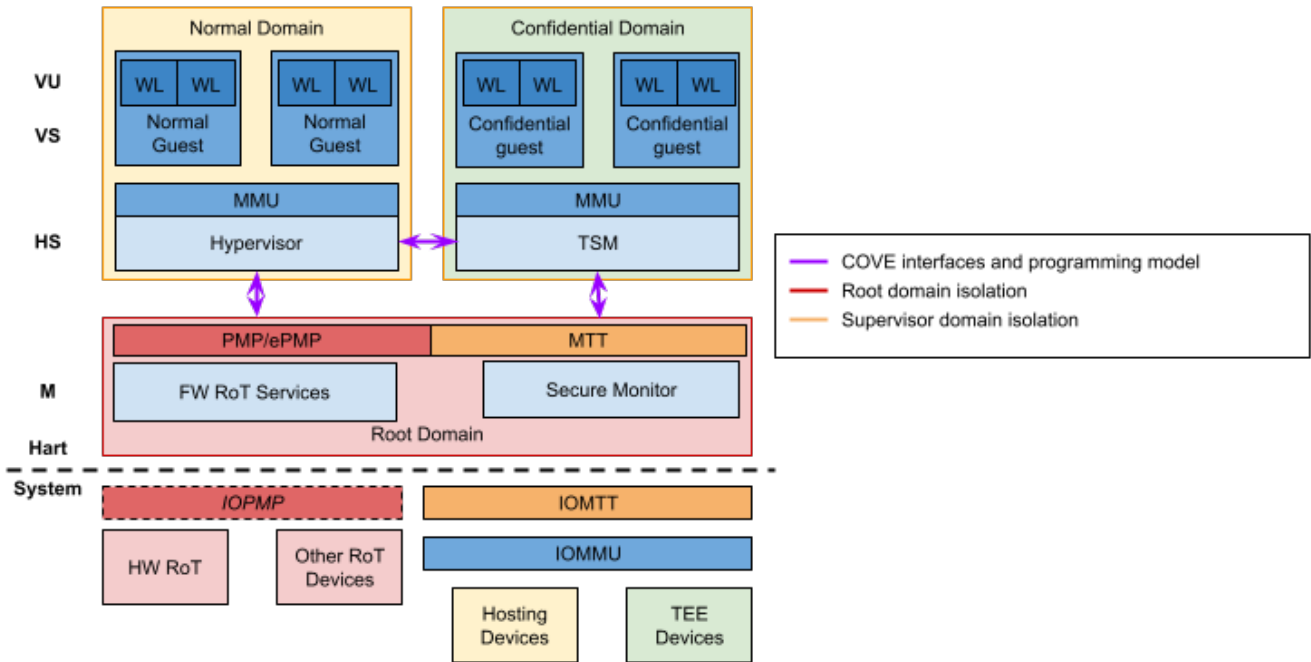 Normal Domain
Confidential Domain
VU
WL WL
WL WL
WL WL
WL WL
VS
Normal
Guest
Normal
Guest
Confidential
guest
Confidential
guest
MMU
MMU
HS
Hypervisor
TSM
COVE interfaces and programming model
Root domain isolation
Supervisor domain isolation
PMP/ePMP
MTT
M
FW RoT Services
Secure Monitor
Root Domain
Hart
System
IOPMP
IOMTT
HW RoT
Other RoT
Devices
IOMMU
Hosting
Devices
TEE
Devices